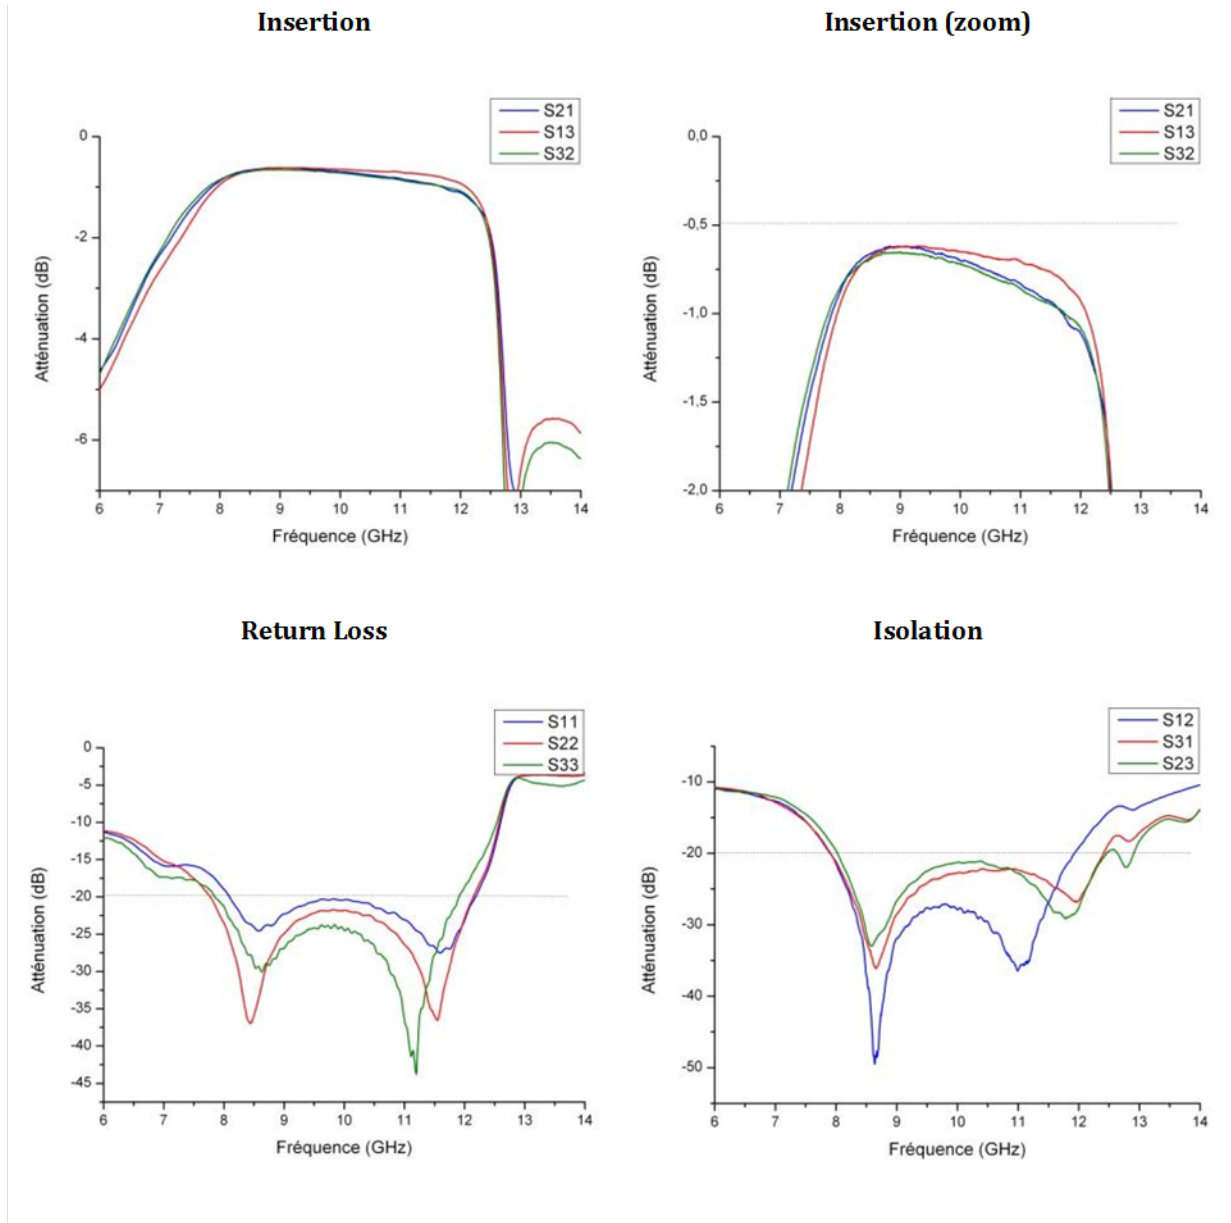 Insertion
Insertion (zoom)
S21
S13
S32
0
-2
-4
-6
Atténuation (dB)
6 7 8 9 10 11 12 13 14
Fréquence (GHz)
S21
S13
S32
0,0
-0,5
-1,0
-1,5
-2,0
Atténuation (dB)
6 7 8 9 10 11 12 13 14
Fréquence (GHz)
Return Loss
Isolation
S11
S22
S33
0
-5
-10
-15
-20
-25
-30
-35
-40
-45
Atténuation (dB)
6 7 8 9 10 11 12 13 14
Fréquence (GHz)
S12
S31
S23
-10
-20
-30
-40
-50
Atténuation (dB)
6 7 8 9 10 11 12 13 14
Fréquence (GHz)